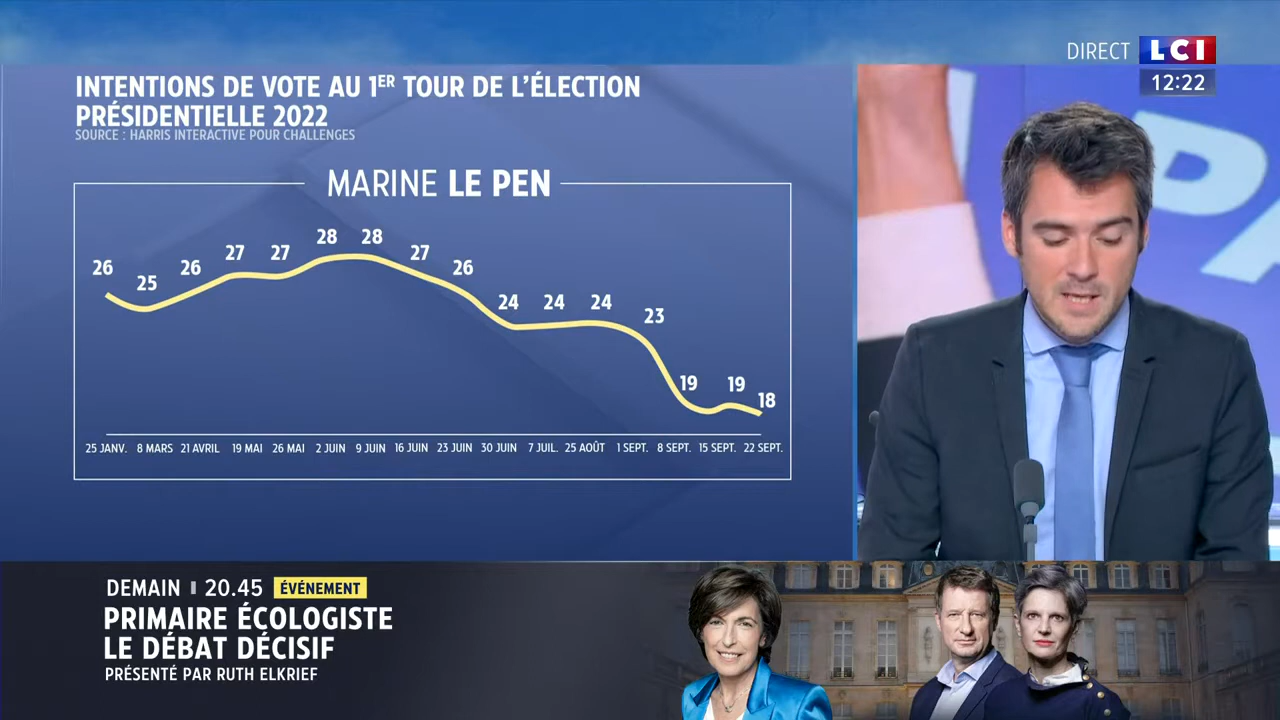 DIRECT LCI
12:22
INTENTIONS DE VOTE AU 1ER TOUR DE L'ÉLECTION
PRÉSIDENTIELLE 2022
SOURCE : HARRIS INTERACTIVE POUR CHALLENGES
MARINE LE PEN
26 25 26 27 27 28 28 27 26 24 24 24 23 19 19 18
25 JANV. 8 MARS 21 AVRIL 19 MAI 26 MAI 2 JUIN 9 JUIN 16 JUIN 23 JUIN 30 JUIN 7 JUIL. 25 AOÛT 1 SEPT. 8 SEPT. 15 SEPT. 22 SEPT.
PA
DEMAIN 20.45 ÉVÉNEMENT
PRIMAIRE ÉCOLOGISTE
LE DÉBAT DÉCISIF
PRÉSENTÉ PAR RUTH ELKRIEF